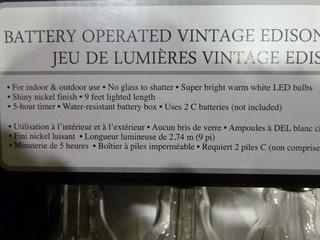 BATTERY OPERATED VINTAGE EDISON
JEU DE LUMIÈRES VINTAGE EDIS
• For indoor & outdoor use • No glass to shatter • Super bright warm white LED bulbs
• Shiny nickel finish • 9 feet lighted length
• 5-hour timer • Water-resistant battery box • Uses 2 C batteries (not included)
• Utilisation à l'intérieur et à l'extérieur • Aucun bris de verre • Ampoules à DEL blanc
• Fini nickel luisant • Longueur lumineuse de 2,74 m (9 pi)
• Minuterie de 5 heures • Boîtier à piles imperméable • Requiert 2 piles C (non comprise